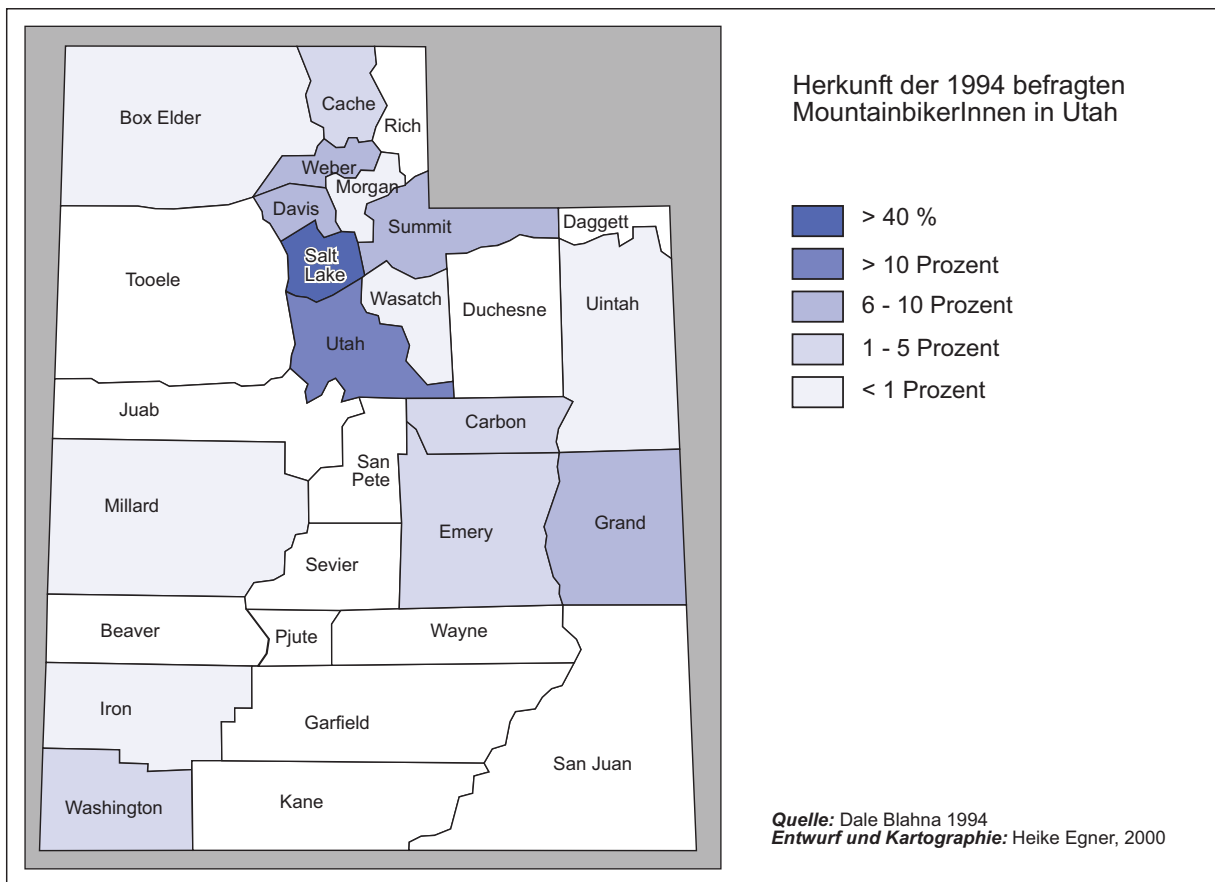 Herkunft der 1994 befragten
MountainbikerInnen in Utah
> 40 %
> 10 Prozent
6 - 10 Prozent
1 - 5 Prozent
< 1 Prozent
Box Elder
Cache
Rich
Weber
Morgan
Davis
Summit
Daggett
Salt
Lake
Tooele
Wasatch
Duchesne
Uintah
Utah
Juab
Carbon
San
Pete
Millard
Emery
Grand
Sevier
Beaver
Pjute
Wayne
Iron
Garfield
San Juan
Washington
Kane
Quelle: Dale Blahna 1994
Entwurf und Kartographie: Heike Egner, 2000